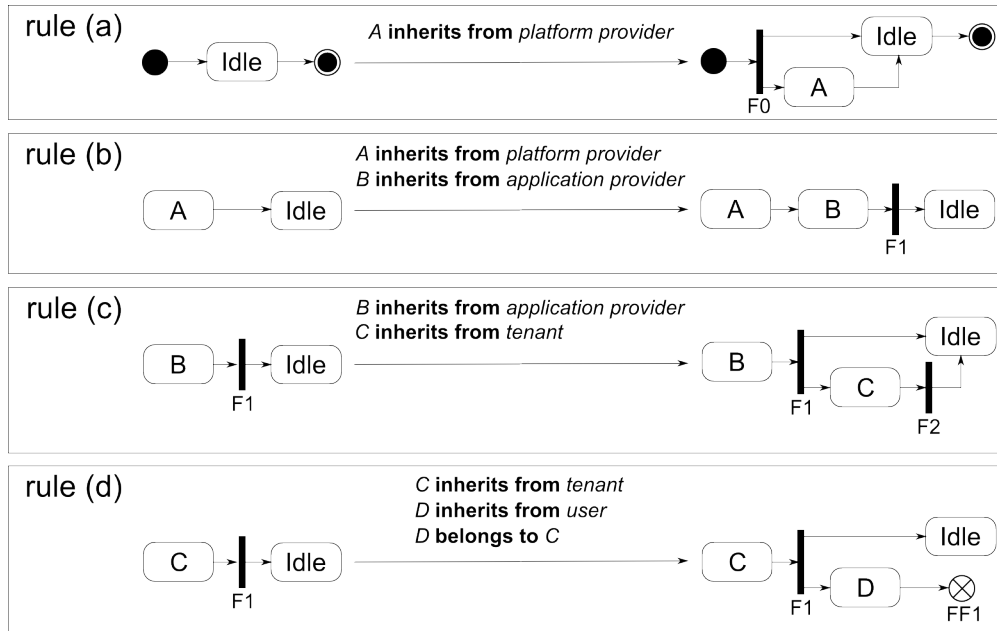 rule (a)
A inherits from platform provider
Idle
Idle
A
F0
rule (b)
A inherits from platform provider
B inherits from application provider
A
Idle
A
B
Idle
F1
rule (c)
B inherits from application provider
C inherits from tenant
B
Idle
F1
B
Idle
C
F1
F2
rule (d)
C inherits from tenant
D inherits from user
D belongs to C
C
Idle
F1
C
Idle
D
F1
FF1